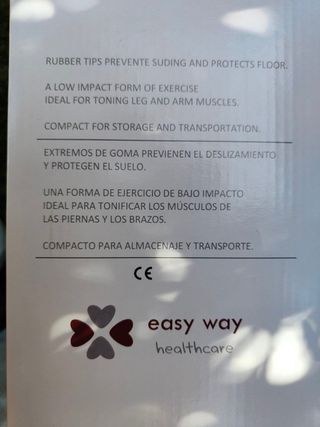 RUBBER TIPS PREVENTE SUDING AND PROTECTS FLOOR.
A LOW IMPACT FORM OF EXERCISE
IDEAL FOR TONING LEG AND ARM MUSCLES.
COMPACT FOR STORAGE AND TRANSPORTATION.
EXTREMOS DE GOMA PREVIENEN EL DESLIZAMIENTO
Y PROTEGEN EL SUELO.
UNA FORMA DE EJERCICIO DE BAJO IMPACTO
IDEAL PARA TONIFICAR LOS MÚSCULOS DE
LAS PIERNAS Y LOS BRAZOS.
COMPACTO PARA ALMACENAJE Y TRANSPORTE.
CE
easy way
healthcare